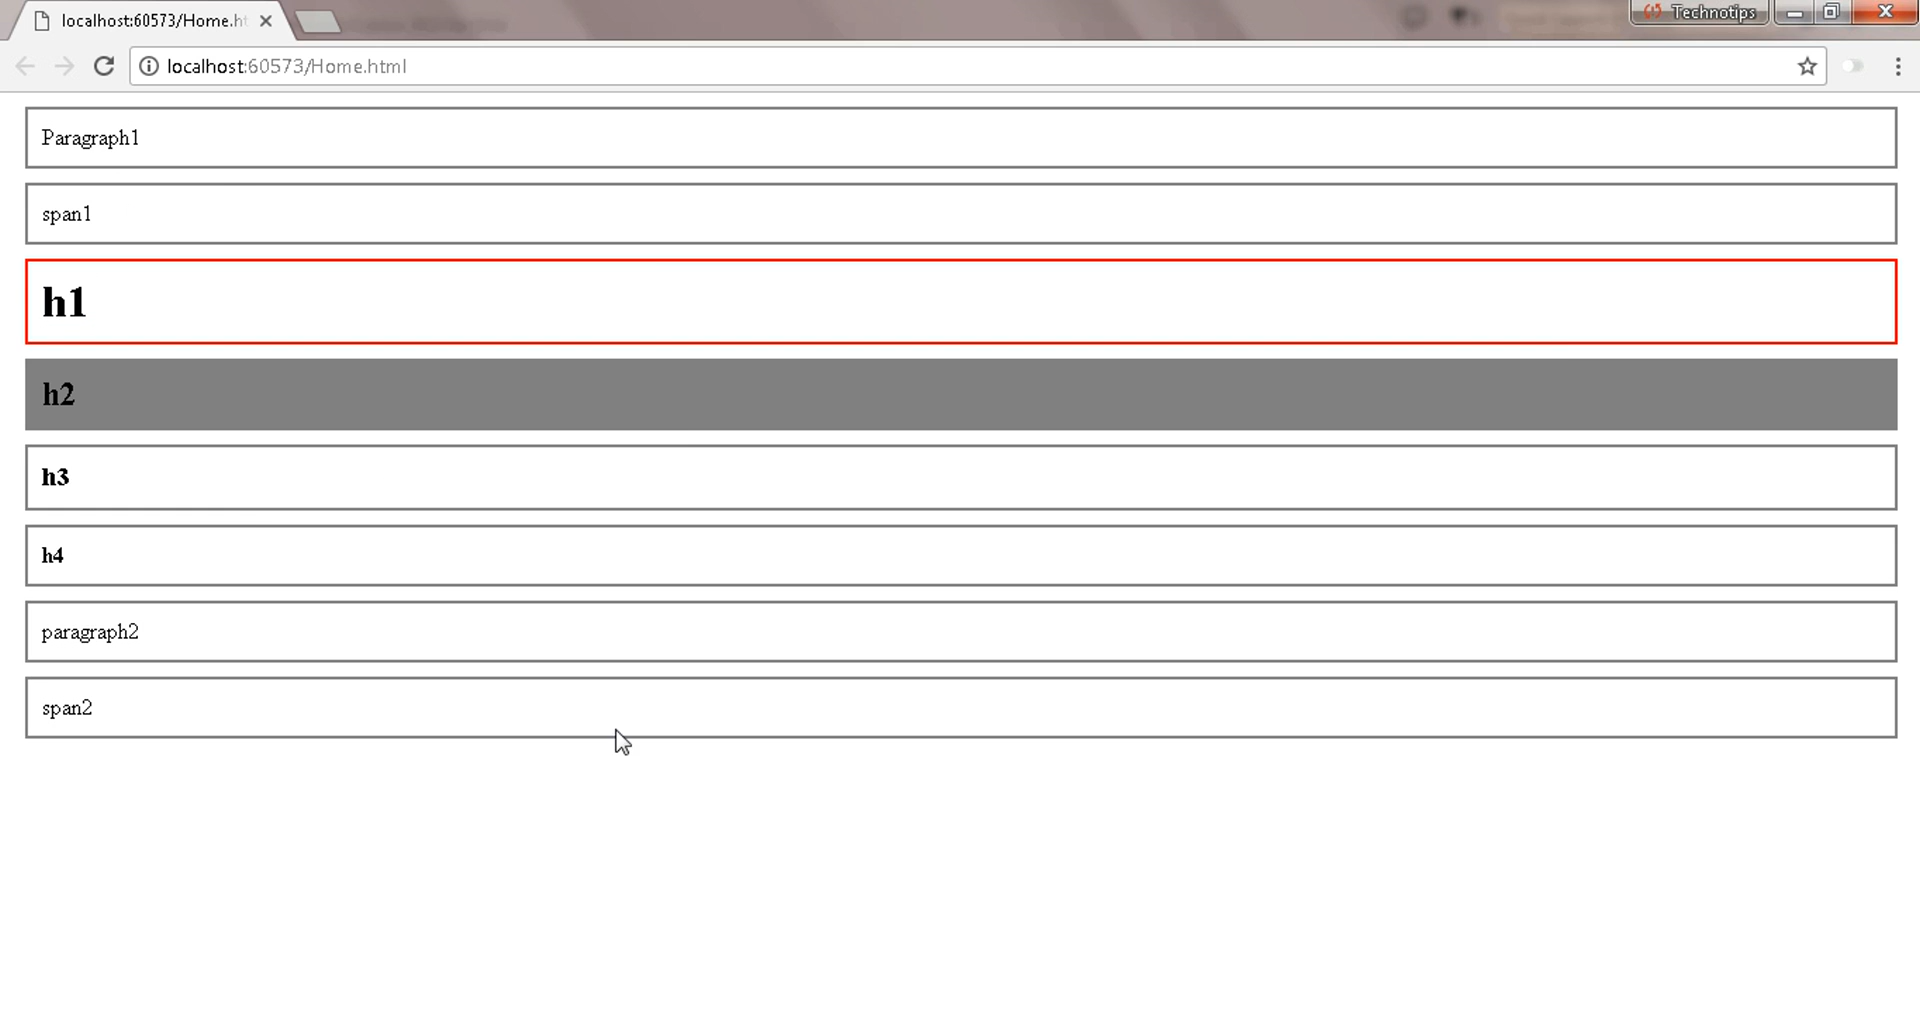 localhost:60573/Home.ht
Technotips
localhost:60573/Home.html
Paragraph1
span1
h1
h2
h3
h4
paragraph2
span2